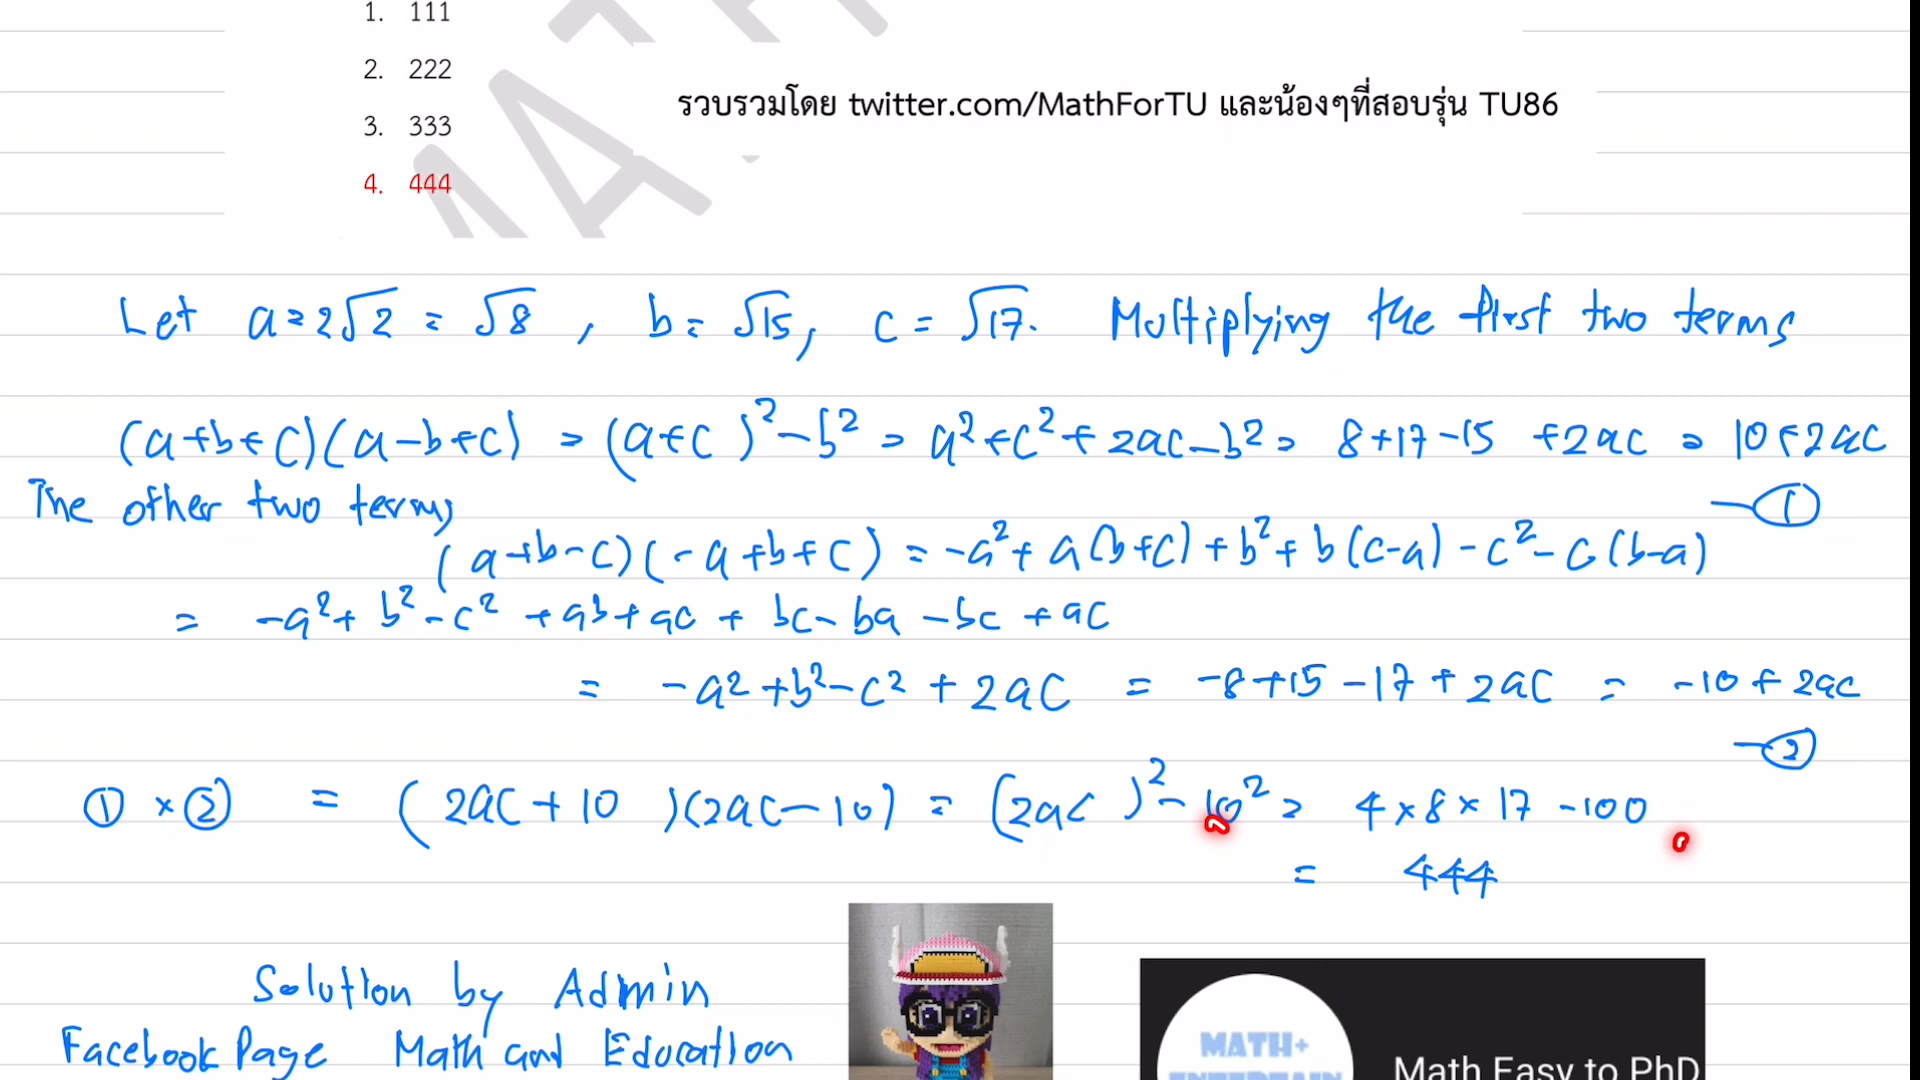 1. 111
2. 222
3. 333
4. 444
รวบรวมโดย twitter.com/MathForTU และน้องๆที่สอบรุ่น TU86
Let a = 2√2 = √8 , b = √15, c = √17. Multiplying the first two terms
(a+b+c)(a-b+c) = (a+c)² - b² = a² + c² + 2ac - b² = 8+17-15 +2ac = 10+2ac
The other two terms —①
(a+b-c)(-a+b+c) = -a² + a(b+c) + b² + b(c-a) - c² - c(b-a)
= -a² + b² - c² + ab + ac + bc - ba - bc + ac
= -a² + b² - c² + 2ac = -8+15-17+2ac = -10+2ac
—②
① × ② = (2ac+10)(2ac-10) = (2ac)² - 10² = 4×8×17-100
= 444
Solution by Admin
Facebook Page Math and Education
MATH+
ENTERTAIN
Math Easy to PhD